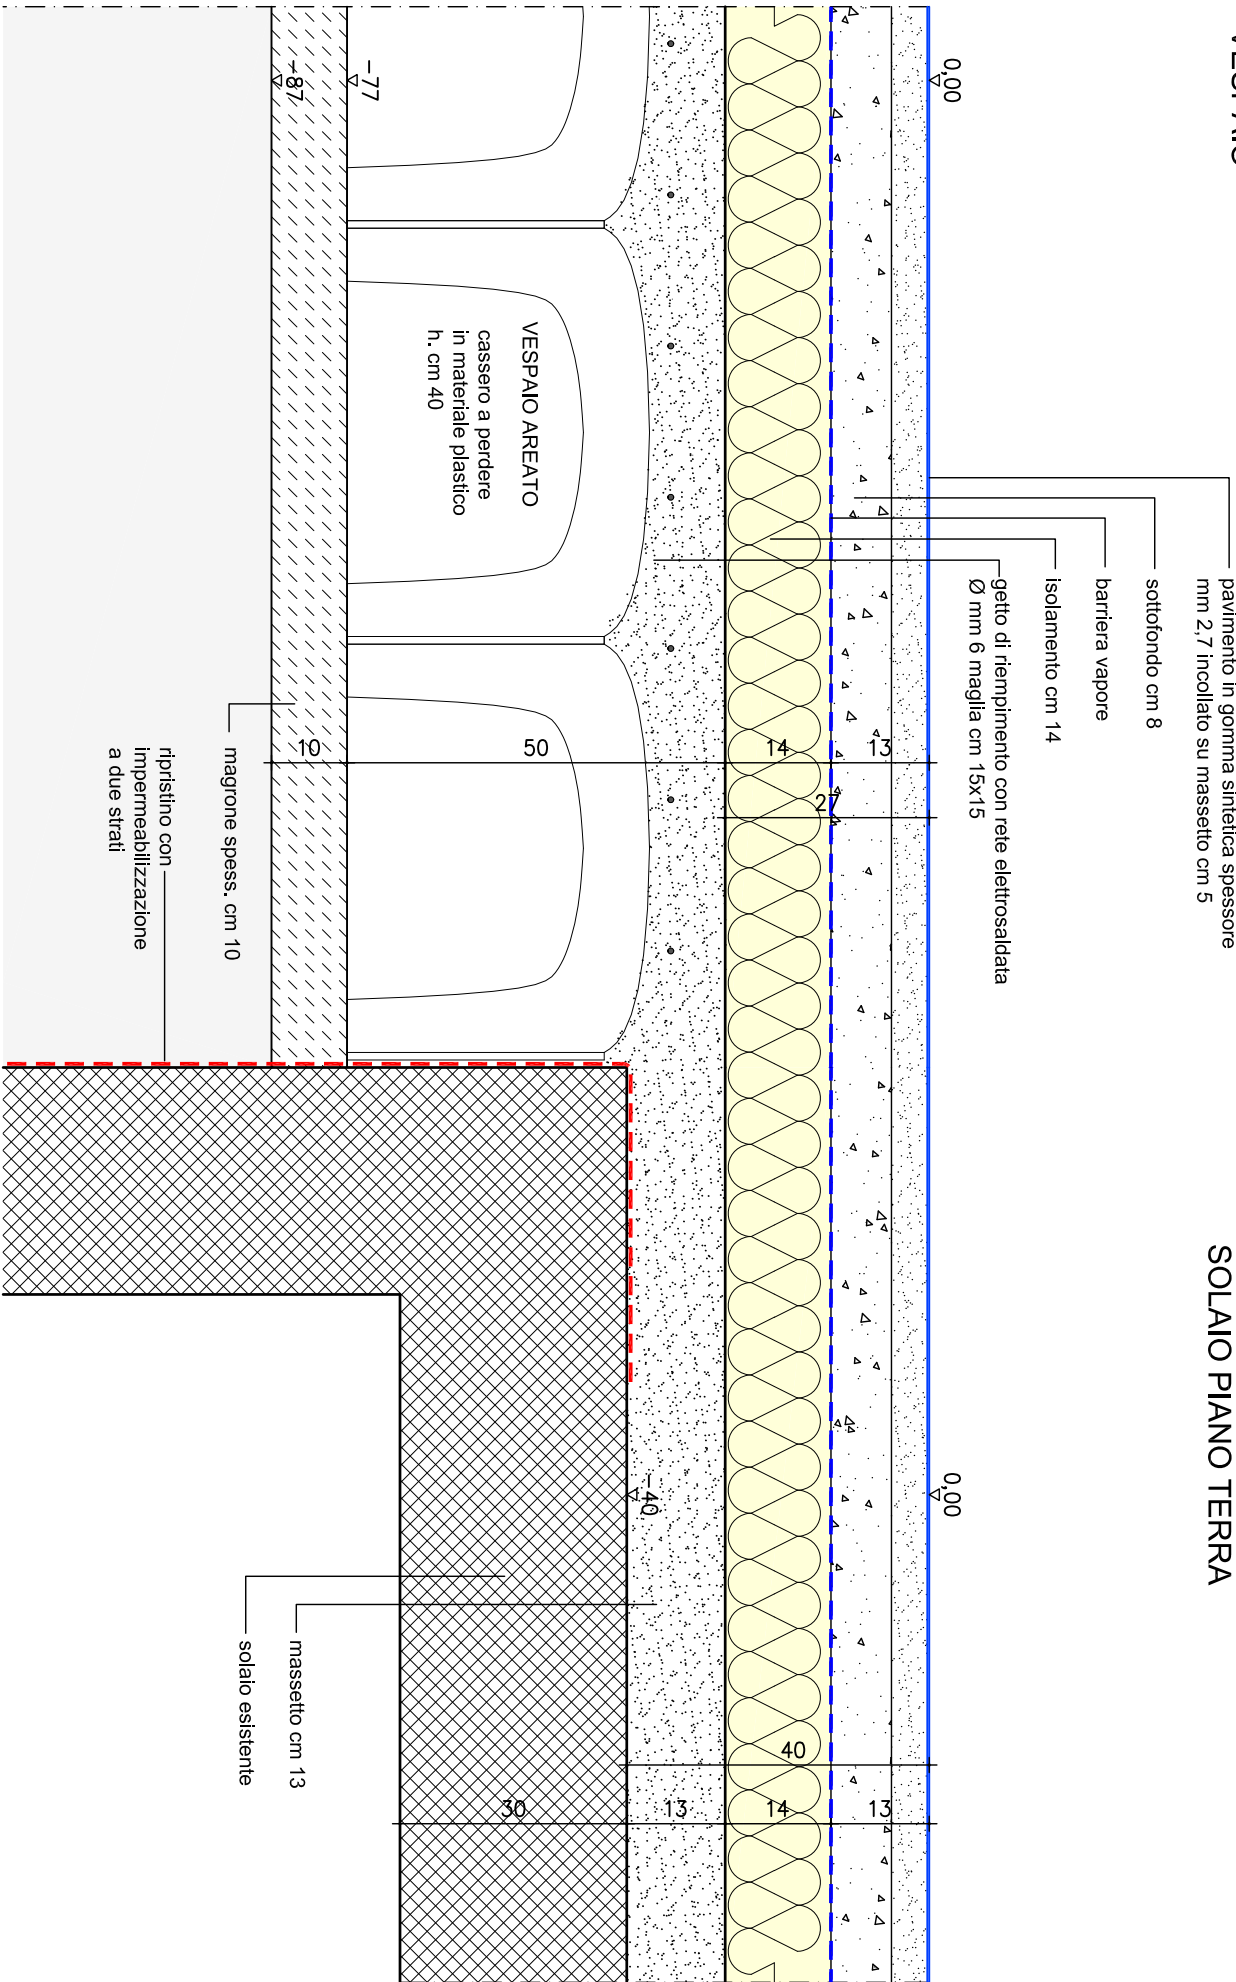 SOLAIO PIANO TERRA
pavimento in gomma sintetica spessore
mm 2,7 incollato su massetto cm 5
sottofondo cm 8
barriera vapore
isolamento cm 14
getto di riempimento con rete elettrosaldata
Ø mm 6 maglia cm 15x15
0,00
0,00
13
14
27
50
10
-77
-87
VESPAIO AREATO
cassero a perdere
in materiale plastico
h. cm 40
magrone spess. cm 10
ripristino con
impermeabilizzazione
a due strati
-40
40
13
14
13
30
massetto cm 13
solaio esistente